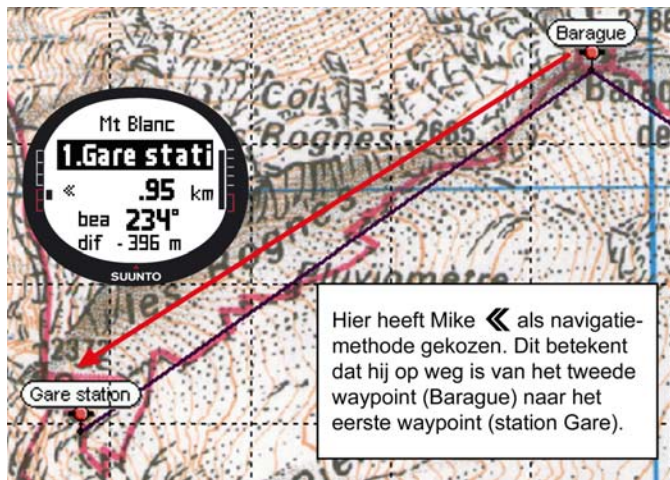 Barague
Mt Blanc
1.Gare stati
« .95 km
bea 234°
dif -396 m
SUUNTO
Col
Rognes 2665
Hier heeft Mike « als navigatie-
methode gekozen. Dit betekent
dat hij op weg is van het tweede
waypoint (Barague) naar het
eerste waypoint (station Gare).
Gare station